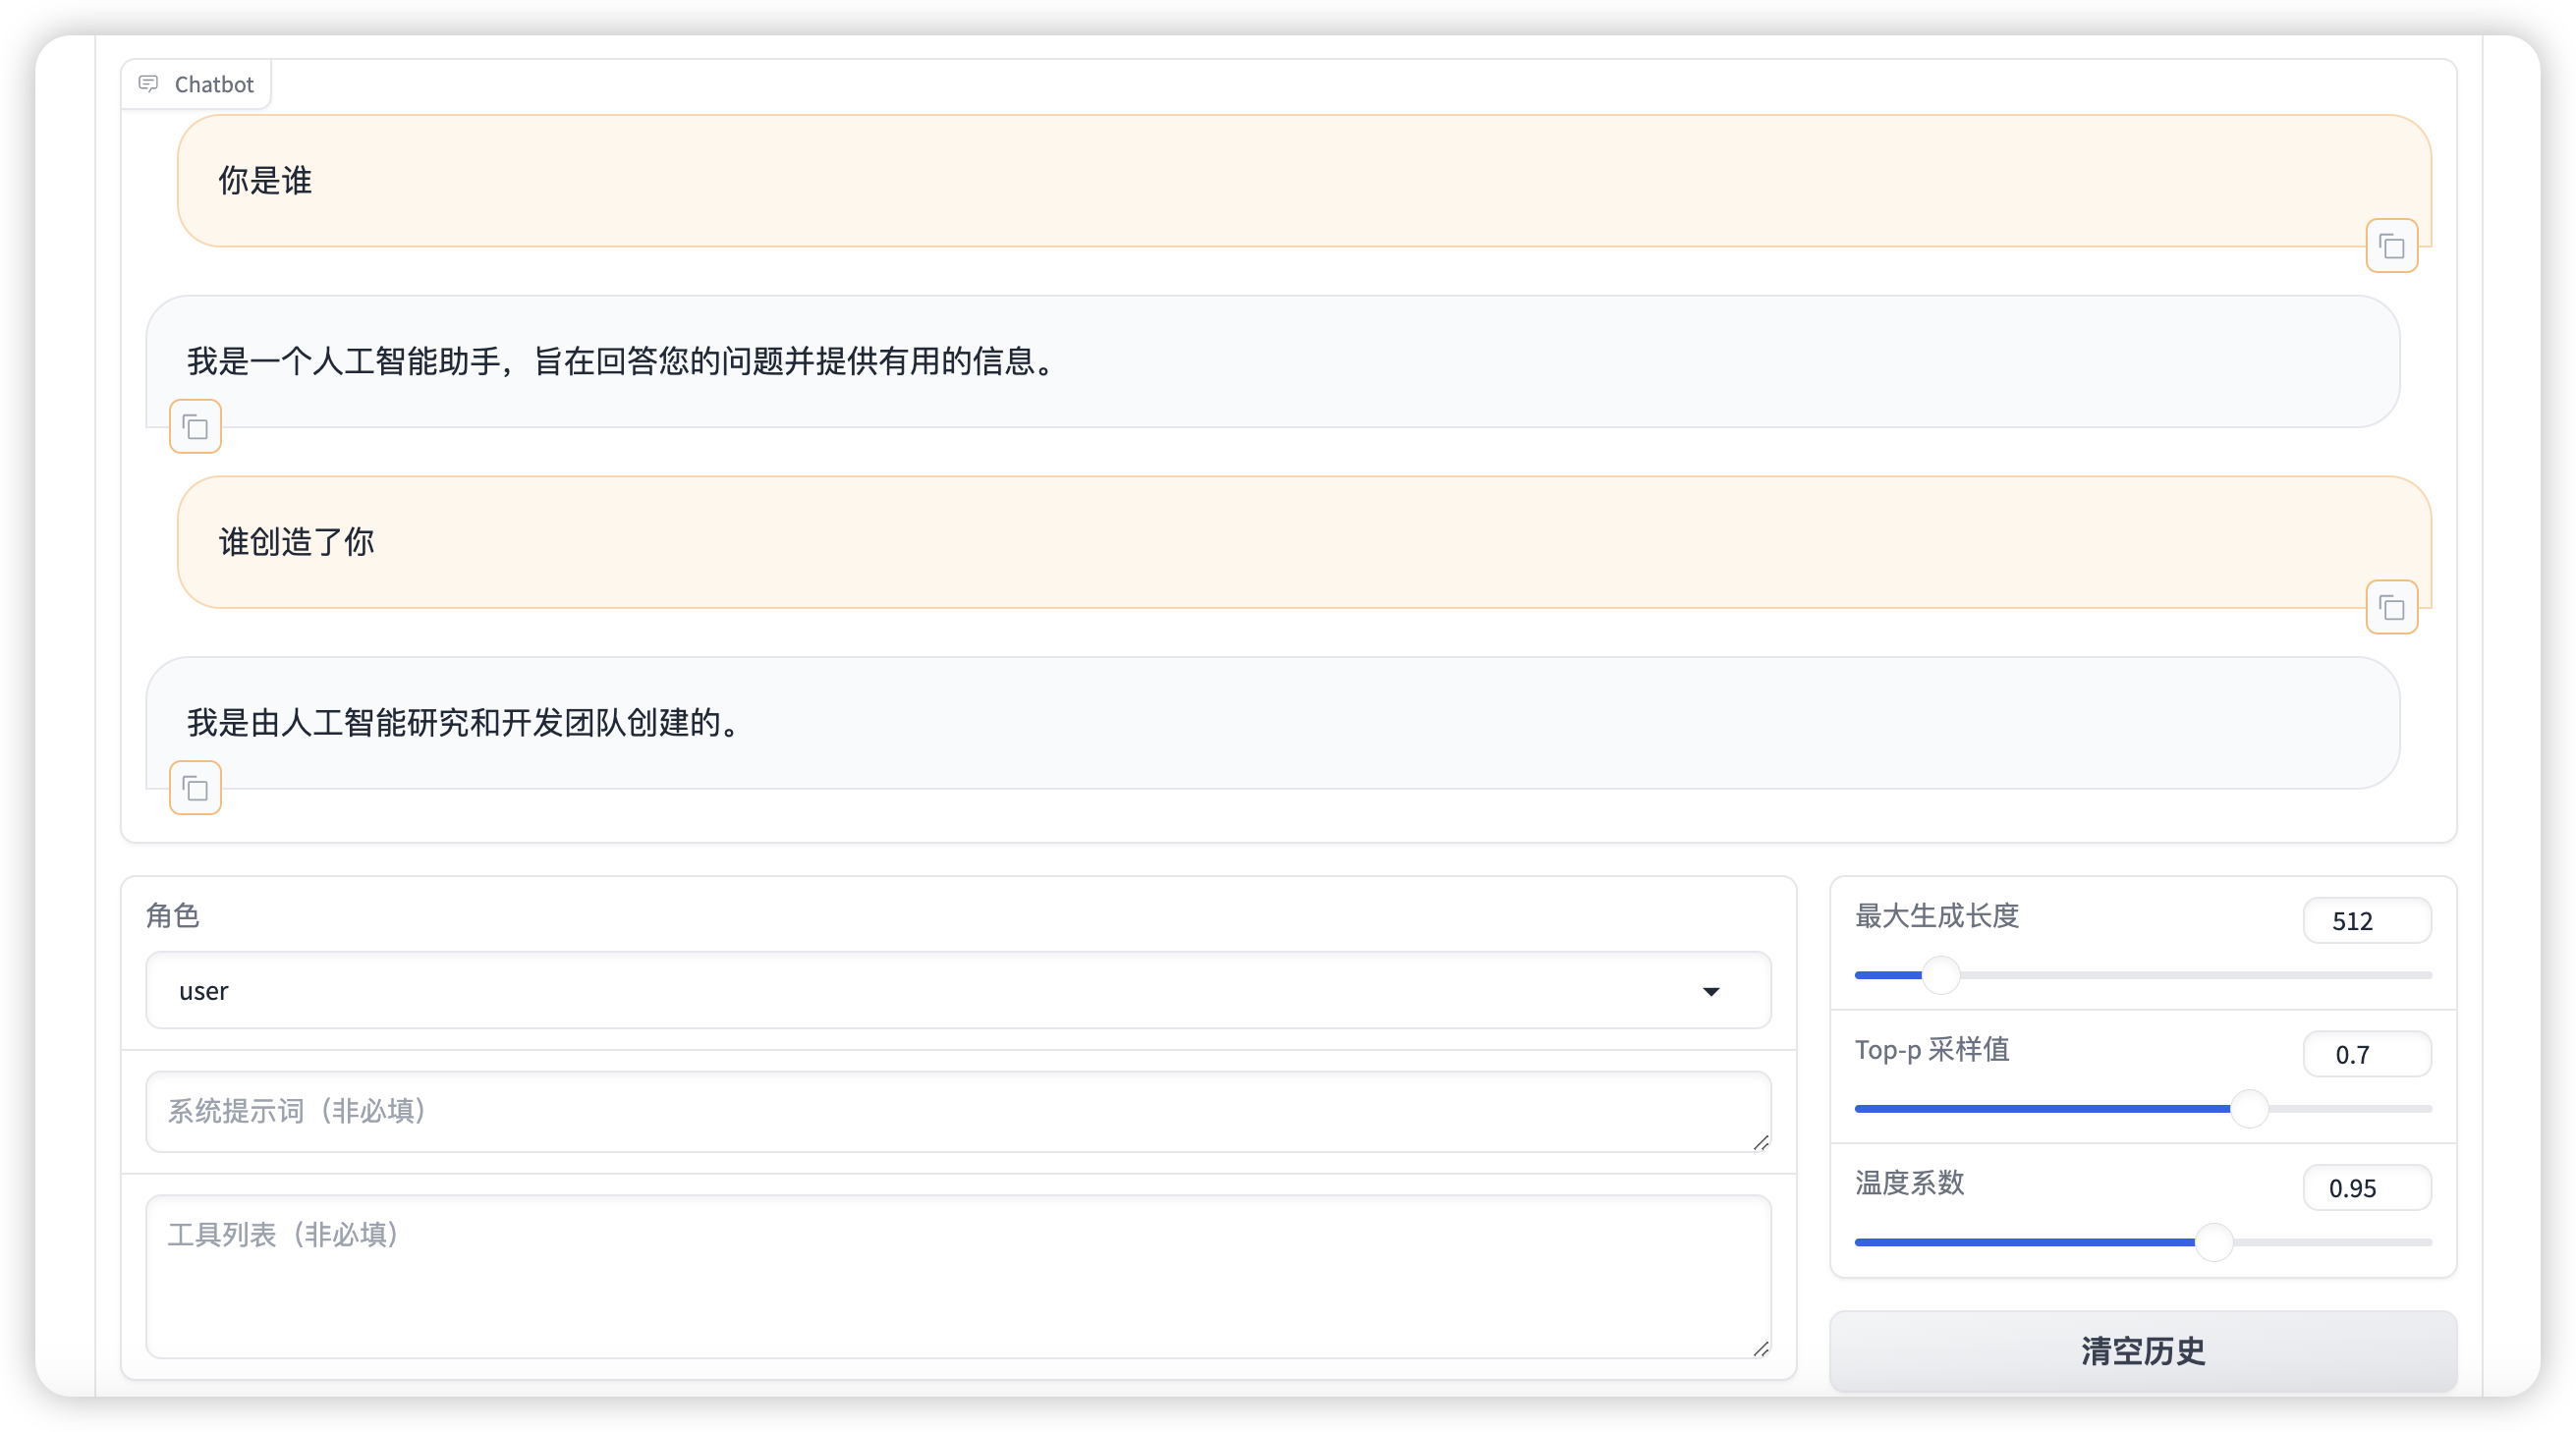 Chatbot
你是谁
我是一个人工智能助手，旨在回答您的问题并提供有用的信息。
谁创造了你
我是由人工智能研究和开发团队创建的。
角色
user
系统提示词（非必填）
工具列表（非必填）
最大生成长度
512
Top-p 采样值
0.7
温度系数
0.95
清空历史